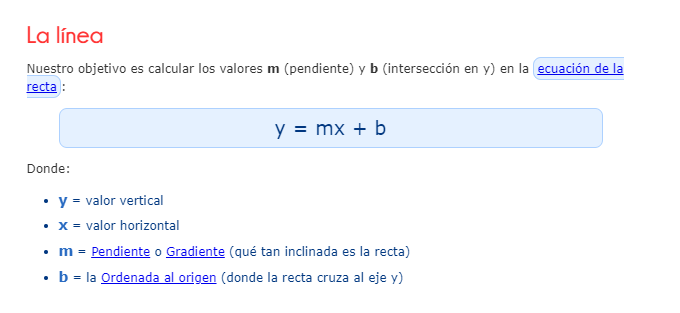 La línea
Nuestro objetivo es calcular los valores m (pendiente) y b (intersección en y) en la ecuación de la
recta:
y = mx + b
Donde:
• y = valor vertical
• x = valor horizontal
• m = Pendiente o Gradiente (qué tan inclinada es la recta)
• b = la Ordenada al origen (donde la recta cruza al eje y)